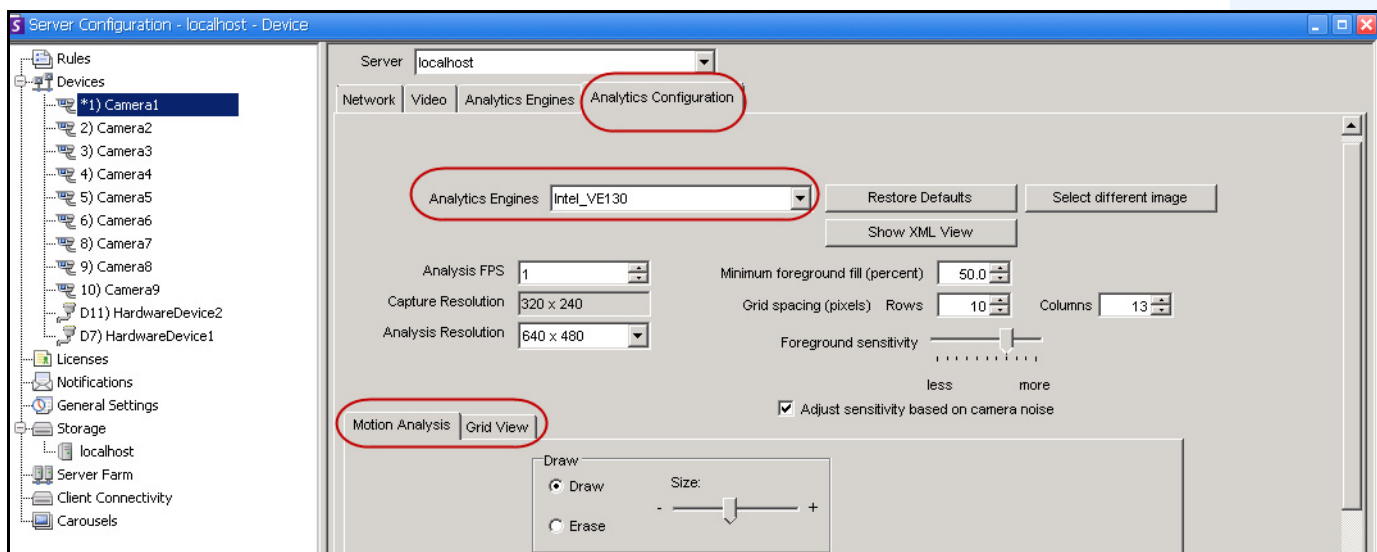 Server Configuration - localhost - Device
Rules
Devices
*1) Camera1
2) Camera2
3) Camera3
4) Camera4
5) Camera5
6) Camera6
8) Camera7
9) Camera8
10) Camera9
D11) HardwareDevice2
D7) HardwareDevice1
Licenses
Notifications
General Settings
Storage
localhost
Server Farm
Client Connectivity
Carousels
Server localhost
Network Video Analytics Engines Analytics Configuration
Analytics Engines Intel_VE130 Restore Defaults Select different image
Show XML View
Analysis FPS 1 Minimum foreground fill (percent) 50.0
Capture Resolution 320 x 240 Grid spacing (pixels) Rows 10 Columns 13
Analysis Resolution 640 x 480 Foreground sensitivity
less more
Adjust sensitivity based on camera noise
Motion Analysis Grid View
Draw
Draw Size:
- +
Erase